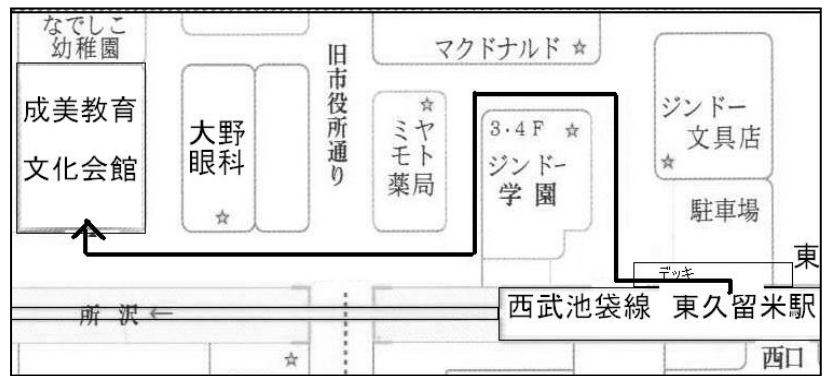 なでしこ
幼稚園
成美教育
文化会館
大野
眼科
☆
旧市役所通り
マクドナルド ☆
☆
ミヤモト
薬局
3・4F ☆
ジンドー
学園
ジンドー
文具店
☆
駐車場
デッキ
東
西武池袋線 東久留米駅
所沢←
☆
西口